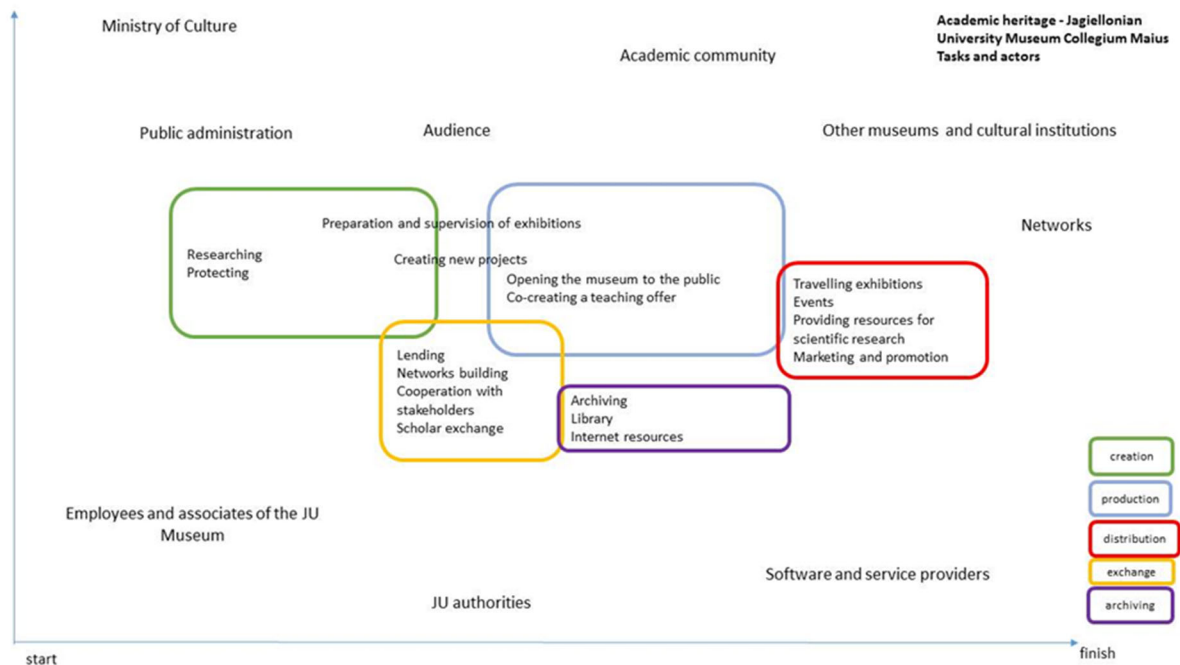 Ministry of Culture
Academic heritage - Jagiellonian
University Museum Collegium Maius
Tasks and actors
Academic community
Public administration
Audience
Other museums and cultural institutions
Preparation and supervision of exhibitions
Networks
Researching
Protecting
Creating new projects
Opening the museum to the public
Co-creating a teaching offer
Travelling exhibitions
Events
Providing resources for
scientific research
Marketing and promotion
Lending
Networks building
Cooperation with
stakeholders
Scholar exchange
Archiving
Library
Internet resources
creation
production
distribution
exchange
archiving
Employees and associates of the JU
Museum
Software and service providers
JU authorities
start
finish